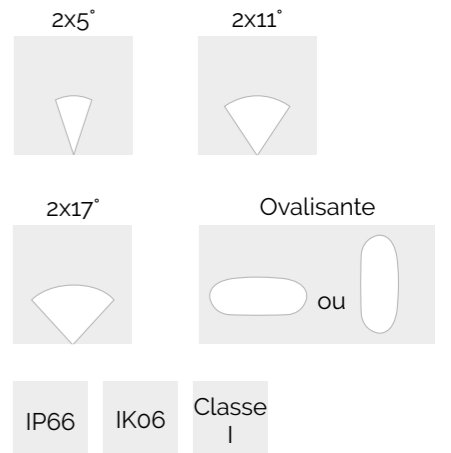 2x5° 2x11°
2x17° Ovalisante
ou
IP66 IK06 Classe
I